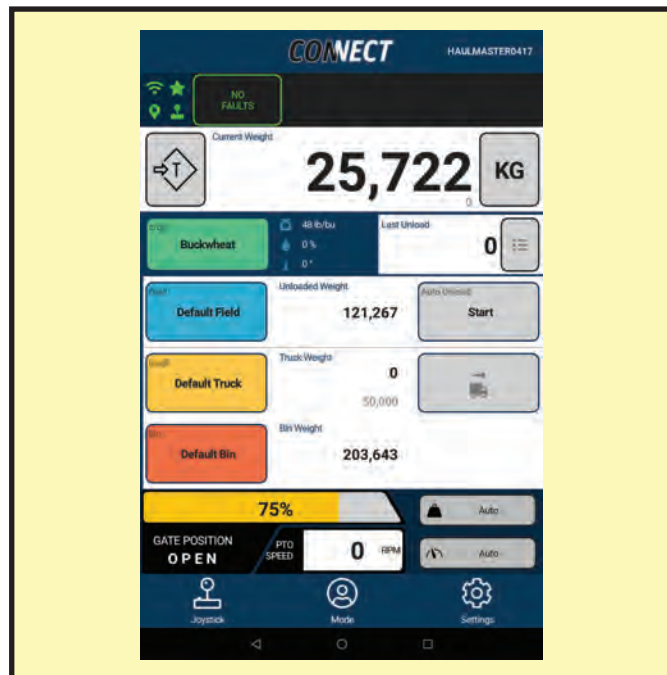 CONNECT
HAULMASTER0417
NO
FAULTS
Current Weight
T
25,722
KG
0
Buckwheat
48 lb/bu
0 %
0°
Last Unload
0
Default Field
Unloaded Weight
121,267
Auto Unload
Start
Default Truck
Truck Weight
0
50,000
Bin
Default Bin
Bin Weight
203,643
75%
Auto
GATE POSITION
OPEN
PTO
SPEED
0
RPM
Auto
Joystick
Mode
Settings